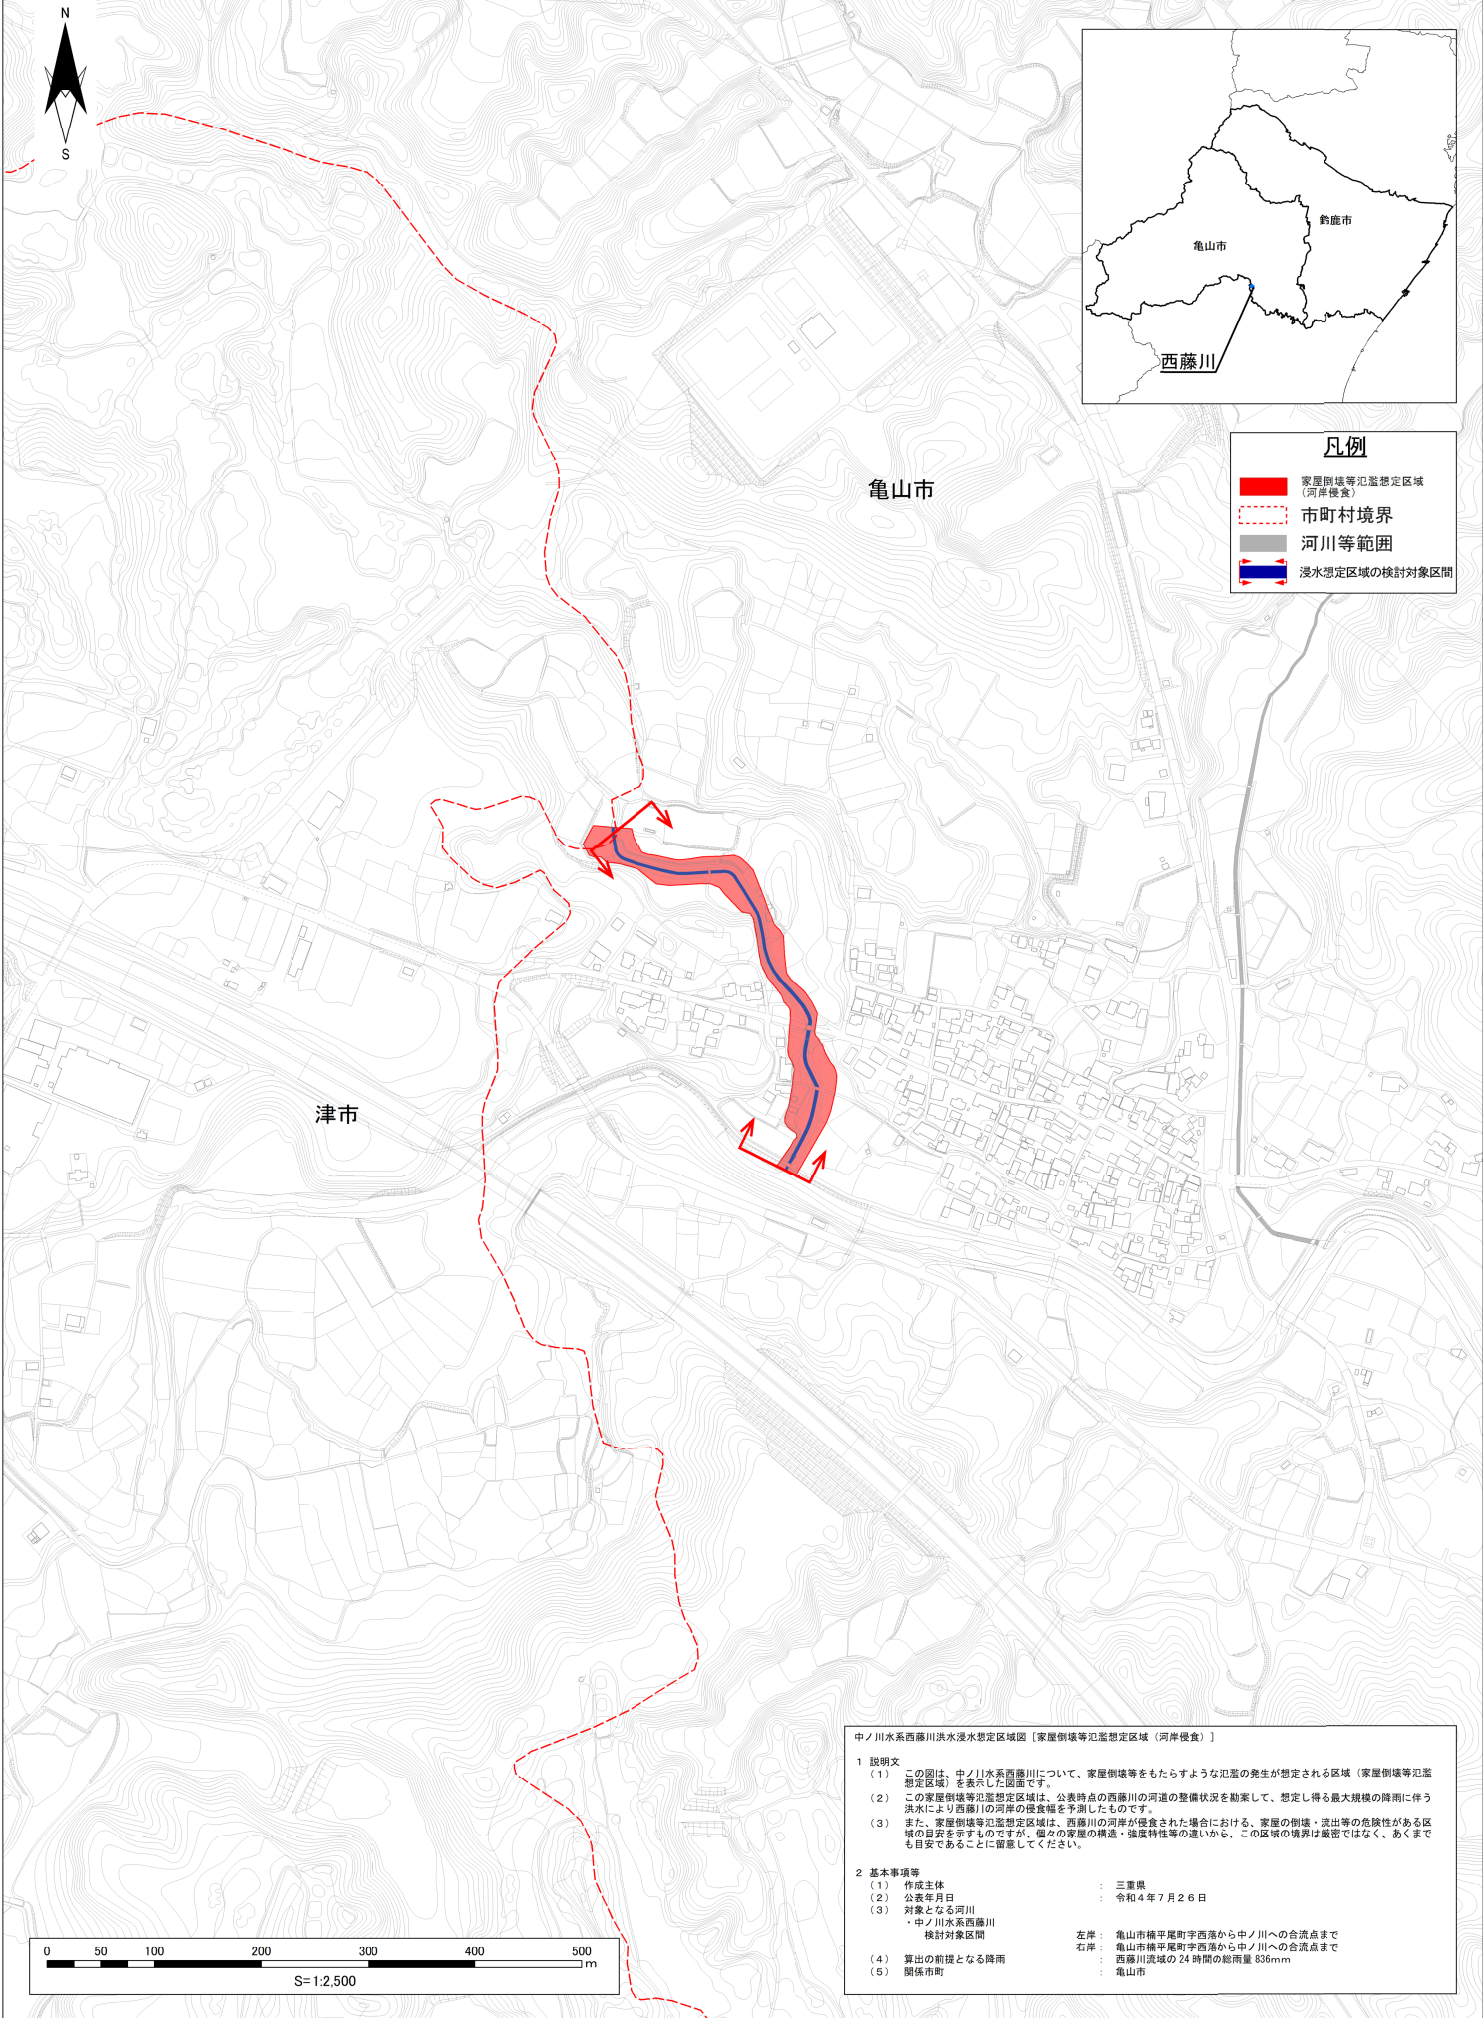 N
S
鈴鹿市
亀山市
西藤川
凡例
家屋倒壊等氾濫想定区域
（河岸侵食）
市町村境界
河川等範囲
浸水想定区域の検討対象区間
亀山市
津市
中ノ川水系西藤川洪水浸水想定区域図［家屋倒壊等氾濫想定区域（河岸侵食）］
1 説明文
（1） この図は、中ノ川水系西藤川について、家屋倒壊等をもたらすような氾濫の発生が想定される区域（家屋倒壊等氾濫
想定区域）を表示した図面です。
（2） この家屋倒壊等氾濫想定区域は、公表時点の西藤川の河道の整備状況を勘案して、想定し得る最大規模の降雨に伴う
洪水により西藤川の河岸の侵食幅を予測したものです。
（3） また、家屋倒壊等氾濫想定区域は、西藤川の河岸が侵食された場合における、家屋の倒壊・流出等の危険性がある区
域の目安を示すものですが、個々の家屋の構造・強度特性等の違いから、この区域の境界は厳密ではなく、あくまで
も目安であることに留意してください。
2 基本事項等
（1） 作成主体 ： 三重県
（2） 公表年月日 ： 令和４年７月２６日
（3） 対象となる河川
・中ノ川水系西藤川
検討対象区間 左岸： 亀山市楠平尾町字西落から中ノ川への合流点まで
右岸： 亀山市楠平尾町字西落から中ノ川への合流点まで
（4） 算出の前提となる降雨 ： 西藤川流域の 24 時間の総雨量 836mm
（5） 関係市町 ： 亀山市
0 50 100 200 300 400 500 m
S=1:2,500